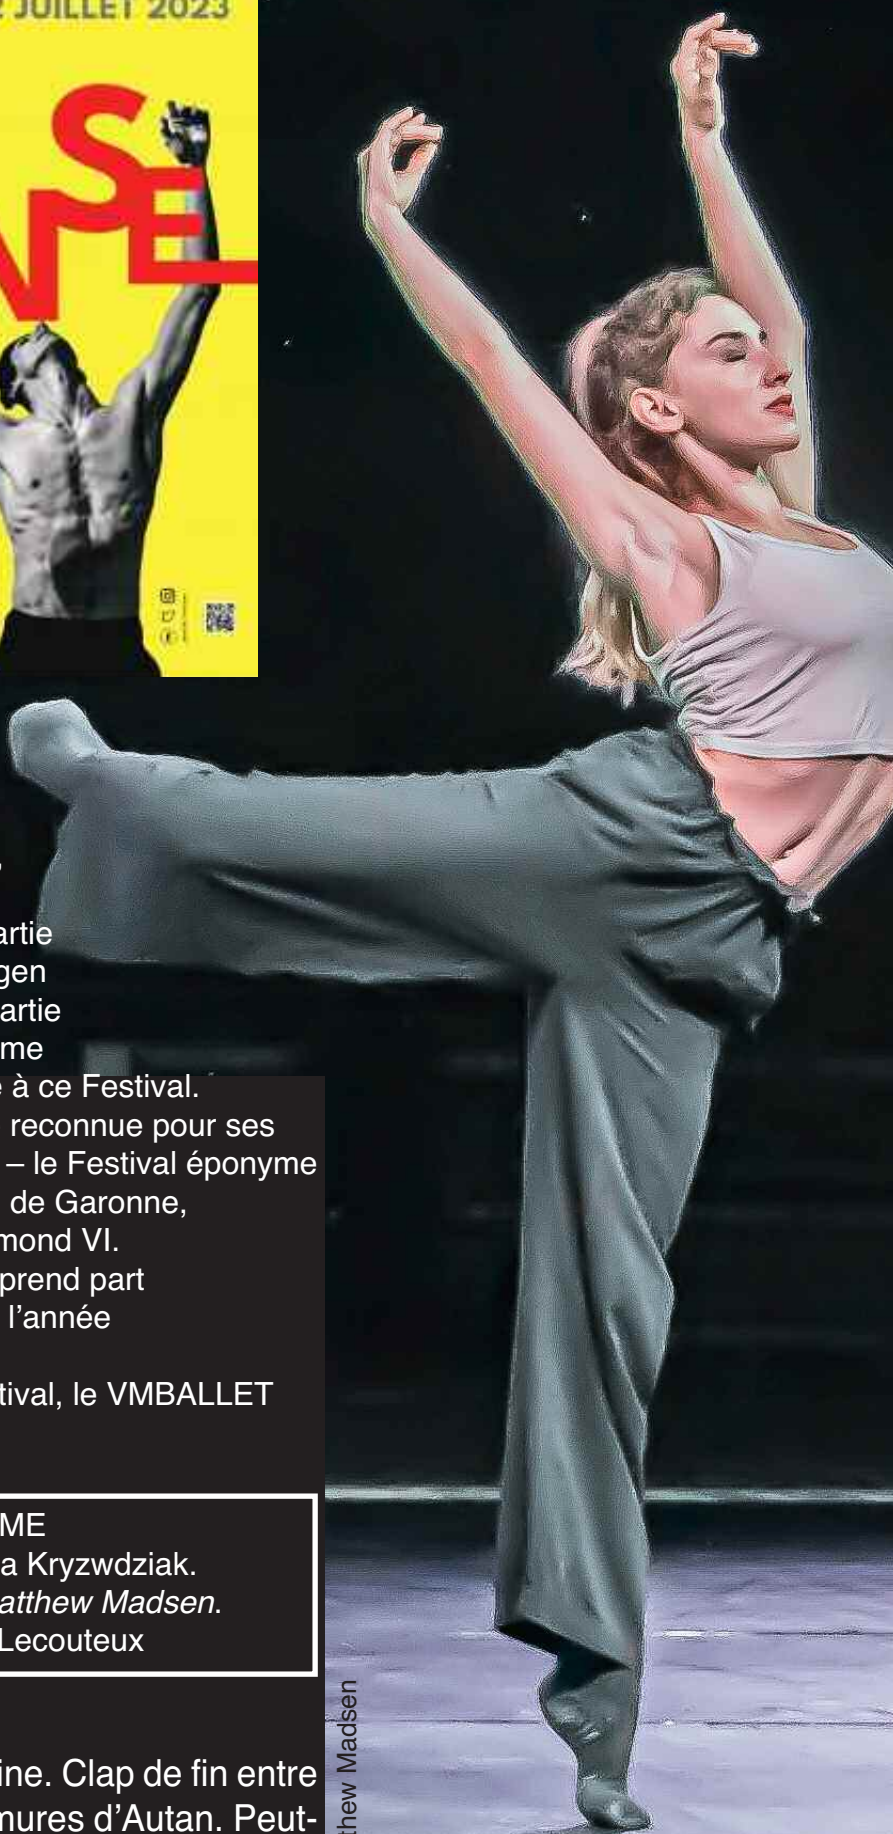 JUILLET 2023
NSE
artie
gen
artie
me
à ce Festival.
reconnue pour ses
– le Festival éponyme
de Garonne,
mond VI.
prend part
l’année
tival, le VMBALLET
ME
a Kryzwdziak.
atthew Madsen.
Lecouteux
ine. Clap de fin entre
mures d’Autan. Peut-
thew Madsen